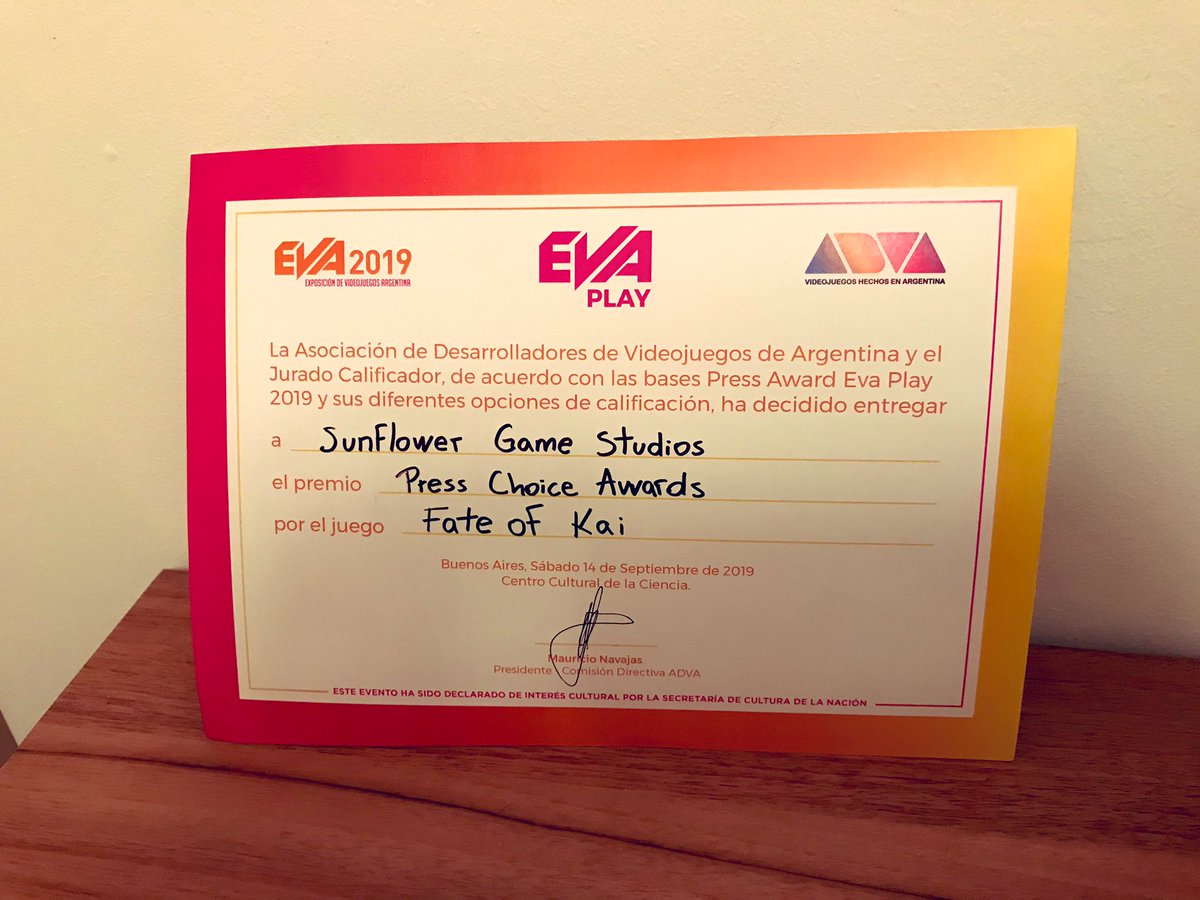 EVA 2019
EXPOSICIÓN DE VIDEOJUEGOS ARGENTINA
EVA
PLAY
ADVA
VIDEOJUEGOS HECHOS EN ARGENTINA
La Asociación de Desarrolladores de Videojuegos de Argentina y el
Jurado Calificador, de acuerdo con las bases Press Award Eva Play
2019 y sus diferentes opciones de calificación, ha decidido entregar
a Sunflower Game Studios
el premio Press Choice Awards
por el juego Fate of Kai
Buenos Aires, Sábado 14 de Septiembre de 2019
Centro Cultural de la Ciencia.
Mauricio Navajas
Presidente - Comisión Directiva ADVA
ESTE EVENTO HA SIDO DECLARADO DE INTERÉS CULTURAL POR LA SECRETARÍA DE CULTURA DE LA NACIÓN